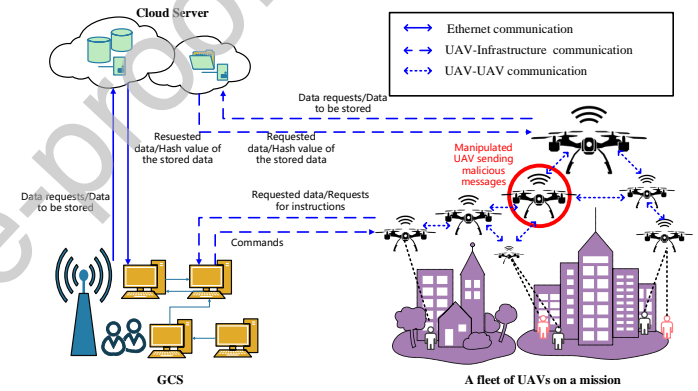 Cloud Server
Ethernet communication
UAV-Infrastructure communication
UAV-UAV communication
Data requests/Data
to be stored
Resuested
data/Hash value of
the stored data
Requested
data/Hash value of
the stored data
Manipulated
UAV sending
malicious
messages
Data requests/Data
to be stored
Requested data/Requests
for instructions
Commands
GCS
A fleet of UAVs on a mission